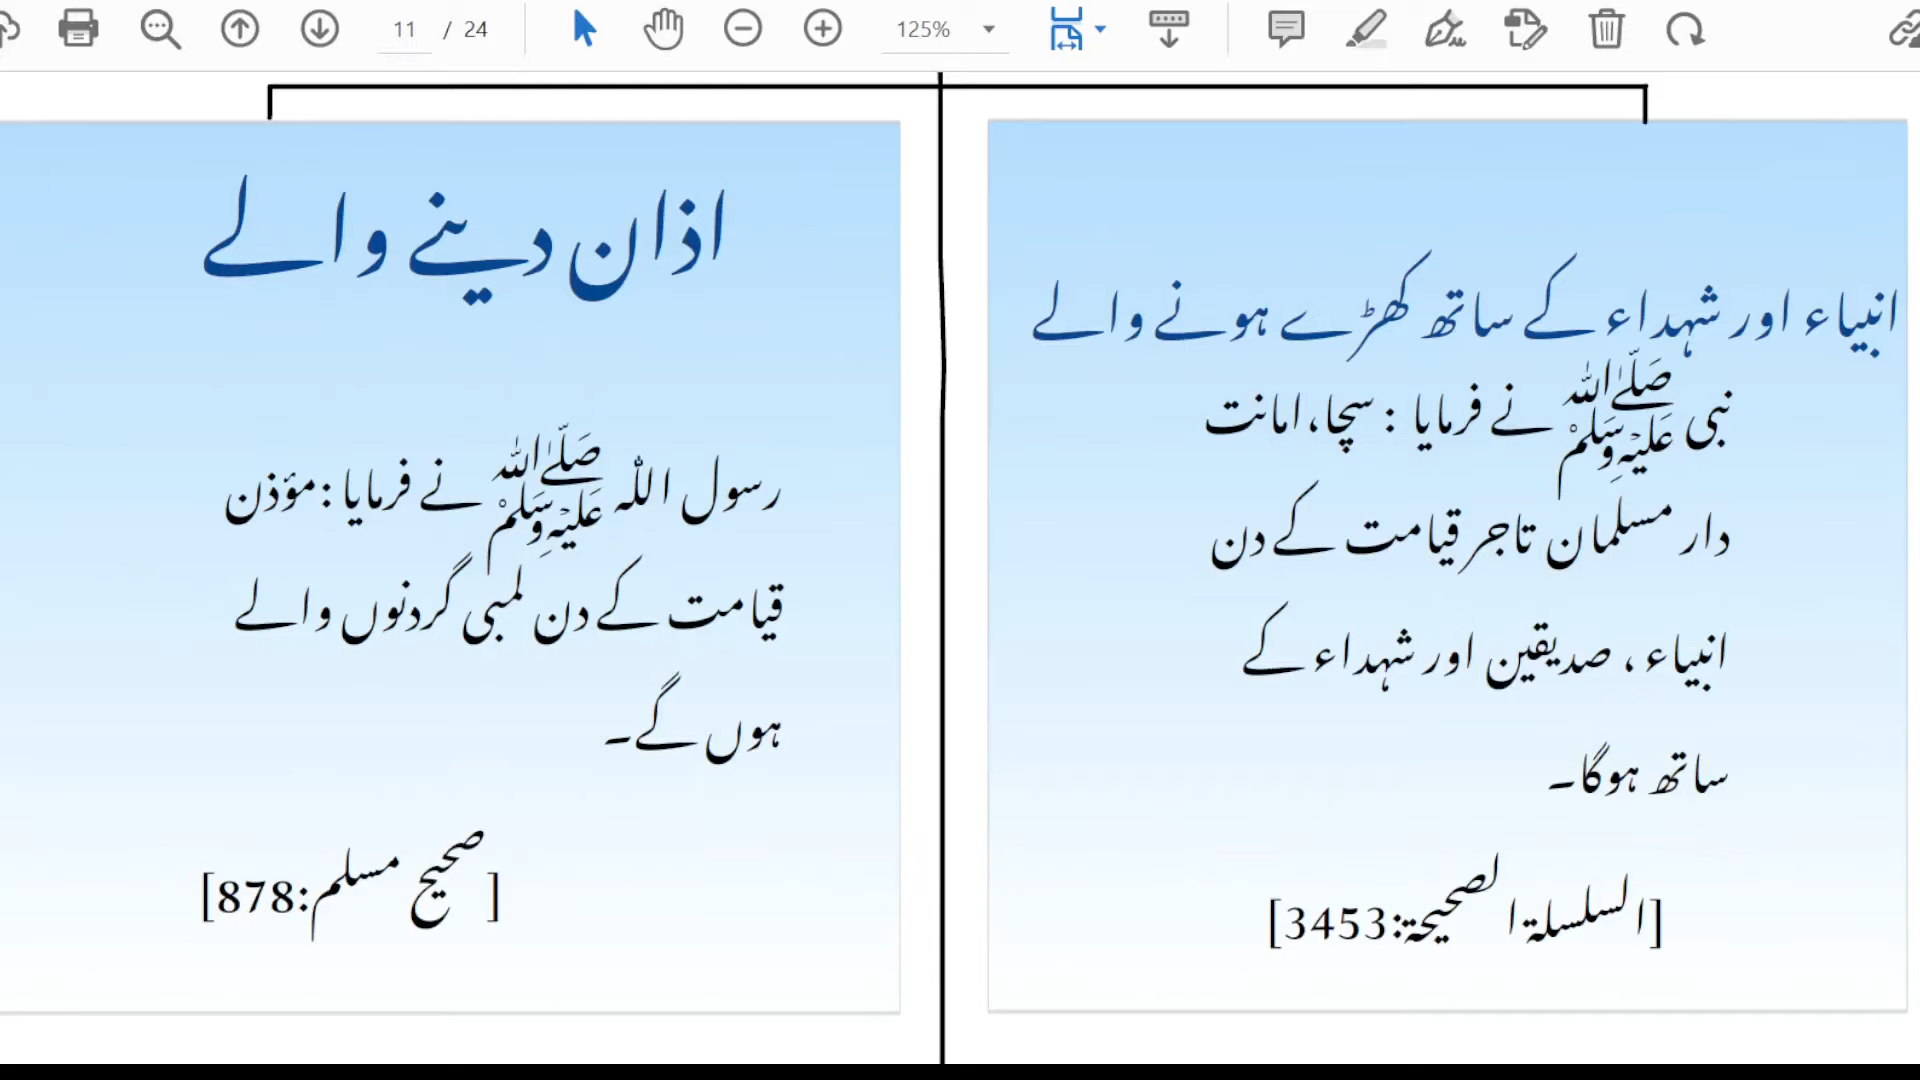 11 / 24
125%
انبیاء اور شہداء کے ساتھ کھڑے ہونے والے
نبی ﷺ نے فرمایا : سچا، امانت
دار مسلمان تاجر قیامت کے دن
انبیاء ، صدیقین اور شہداء کے
ساتھ ہوگا۔
[السلسلة الصحیحة:3453]
اذان دینے والے
رسول اللہ ﷺ نے فرمایا : مؤذن
قیامت کے دن لمبی گردنوں والے
ہوں گے۔
[صحیح مسلم:878]